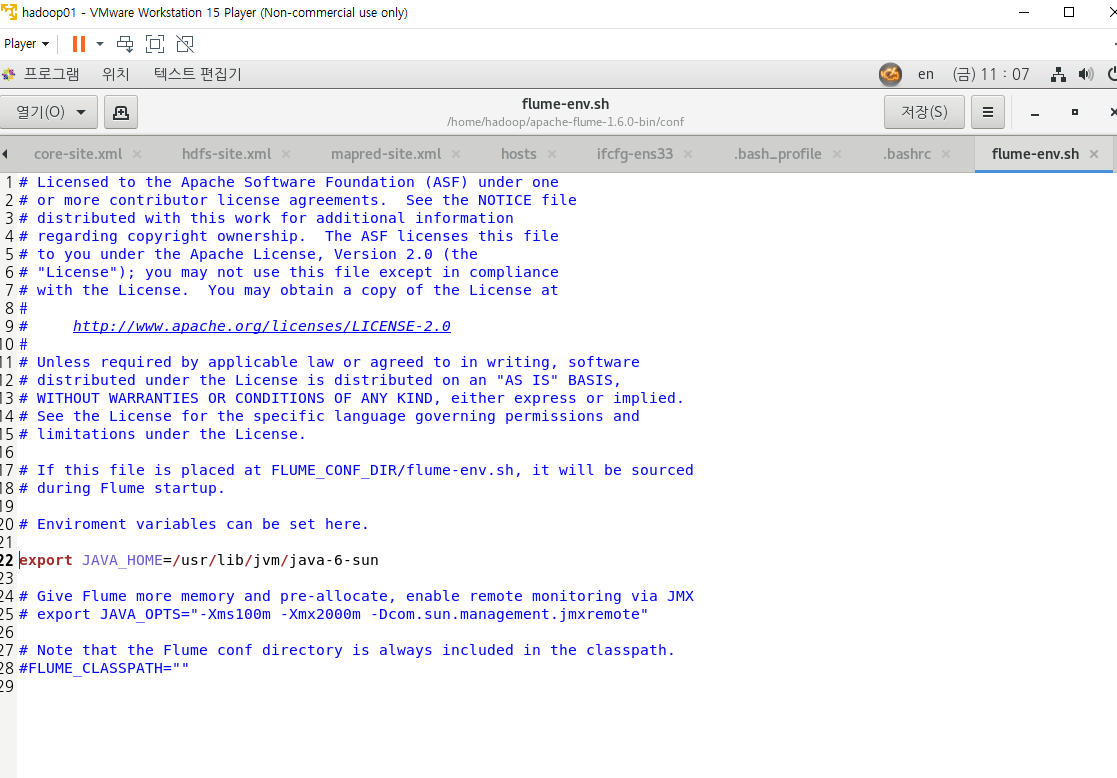 hadoop01 - VMware Workstation 15 Player (Non-commercial use only)
Player
프로그램 위치 텍스트 편집기 en (금) 11 : 07
열기(O) flume-env.sh 저장(S)
/home/hadoop/apache-flume-1.6.0-bin/conf
core-site.xml hdfs-site.xml mapred-site.xml hosts ifcfg-ens33 .bash_profile .bashrc flume-env.sh
1 # Licensed to the Apache Software Foundation (ASF) under one
2 # or more contributor license agreements.  See the NOTICE file
3 # distributed with this work for additional information
4 # regarding copyright ownership.  The ASF licenses this file
5 # to you under the Apache License, Version 2.0 (the
6 # "License"); you may not use this file except in compliance
7 # with the License.  You may obtain a copy of the License at
8 #
9 #     http://www.apache.org/licenses/LICENSE-2.0
10 #
11 # Unless required by applicable law or agreed to in writing, software
12 # distributed under the License is distributed on an "AS IS" BASIS,
13 # WITHOUT WARRANTIES OR CONDITIONS OF ANY KIND, either express or implied.
14 # See the License for the specific language governing permissions and
15 # limitations under the License.
16
17 # If this file is placed at FLUME_CONF_DIR/flume-env.sh, it will be sourced
18 # during Flume startup.
19
20 # Enviroment variables can be set here.
21
22 export JAVA_HOME=/usr/lib/jvm/java-6-sun
23
24 # Give Flume more memory and pre-allocate, enable remote monitoring via JMX
25 # export JAVA_OPTS="-Xms100m -Xmx2000m -Dcom.sun.management.jmxremote"
26
27 # Note that the Flume conf directory is always included in the classpath.
28 #FLUME_CLASSPATH=""
29